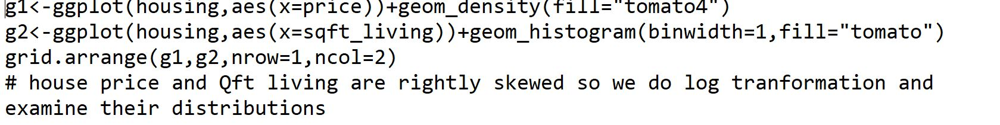 g1<-ggplot(housing,aes(x=price))+geom_density(fill="tomato4")
g2<-ggplot(housing,aes(x=sqft_living))+geom_histogram(binwidth=1,fill="tomato")
grid.arrange(g1,g2,nrow=1,ncol=2)
# house price and Qft living are rightly skewed so we do log tranformation and
examine their distributions